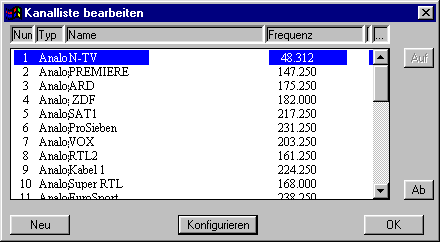 Kanalliste bearbeiten
Nun Typ Name Frequenz ...
1 Analo N-TV 48.312
2 Analo PREMIERE 147.250
3 Analo ARD 175.250
4 Analo ZDF 182.000
5 Analo SAT1 217.250
6 Analo ProSieben 231.250
7 Analo VOX 203.250
8 Analo RTL2 161.250
9 Analo Kabel 1 224.250
10 Analo Super RTL 168.000
11 Analo EuroSport 238.250
Auf
Ab
Neu Konfigurieren OK